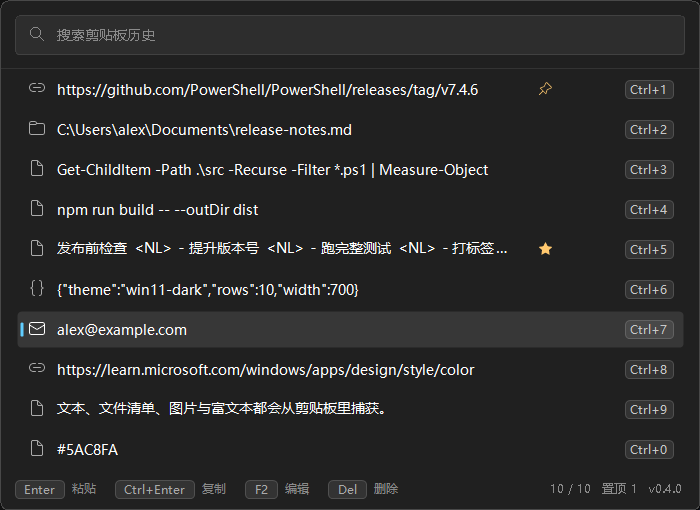 搜索剪贴板历史
https://github.com/PowerShell/PowerShell/releases/tag/v7.4.6 Ctrl+1
C:\Users\alex\Documents\release-notes.md Ctrl+2
Get-ChildItem -Path .\src -Recurse -Filter *.ps1 | Measure-Object Ctrl+3
npm run build -- --outDir dist Ctrl+4
发布前检查 <NL> - 提升版本号 <NL> - 跑完整测试 <NL> - 打标签... Ctrl+5
{"theme":"win11-dark","rows":10,"width":700} Ctrl+6
alex@example.com Ctrl+7
https://learn.microsoft.com/windows/apps/design/style/color Ctrl+8
文本、文件清单、图片与富文本都会从剪贴板里捕获。 Ctrl+9
#5AC8FA Ctrl+0
Enter 粘贴 Ctrl+Enter 复制 F2 编辑 Del 删除 10 / 10 置顶 1 v0.4.0